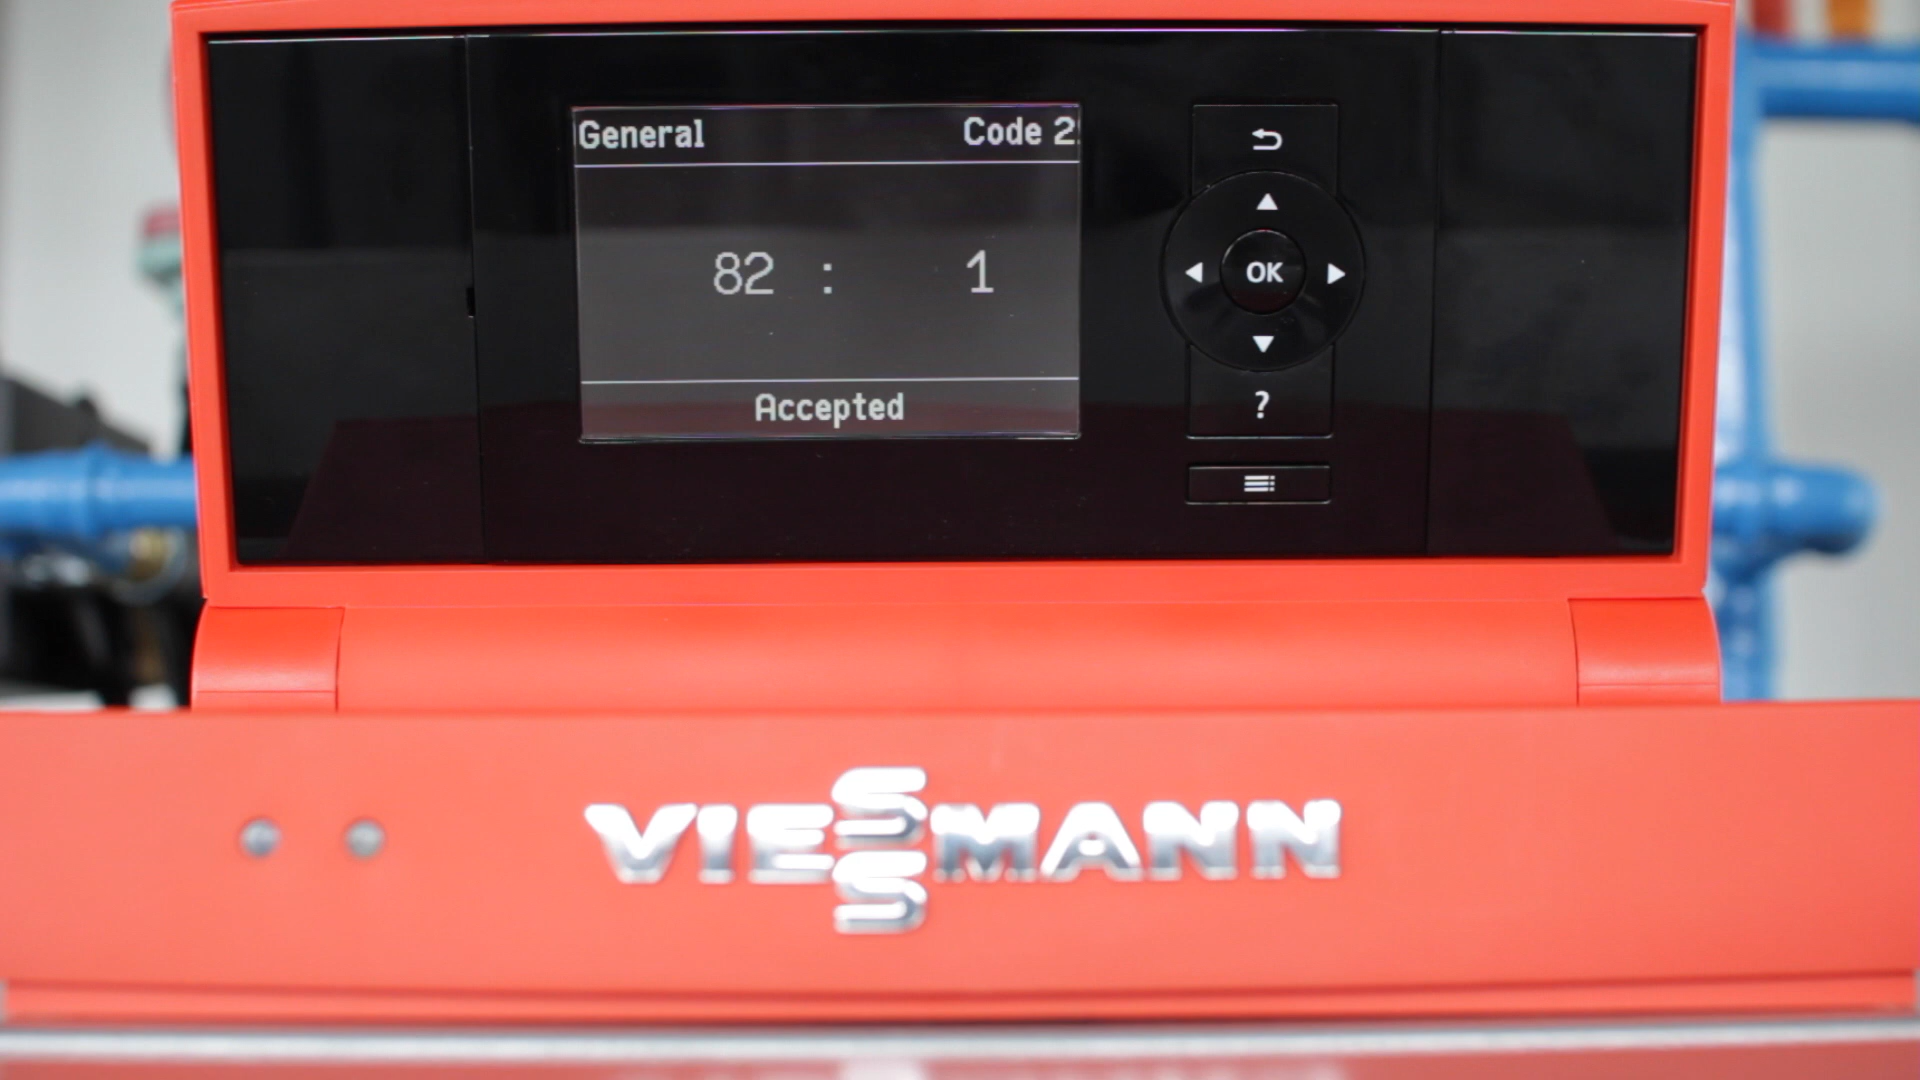 General Code 2
82 : 1
Accepted
OK
?
VIESSMANN